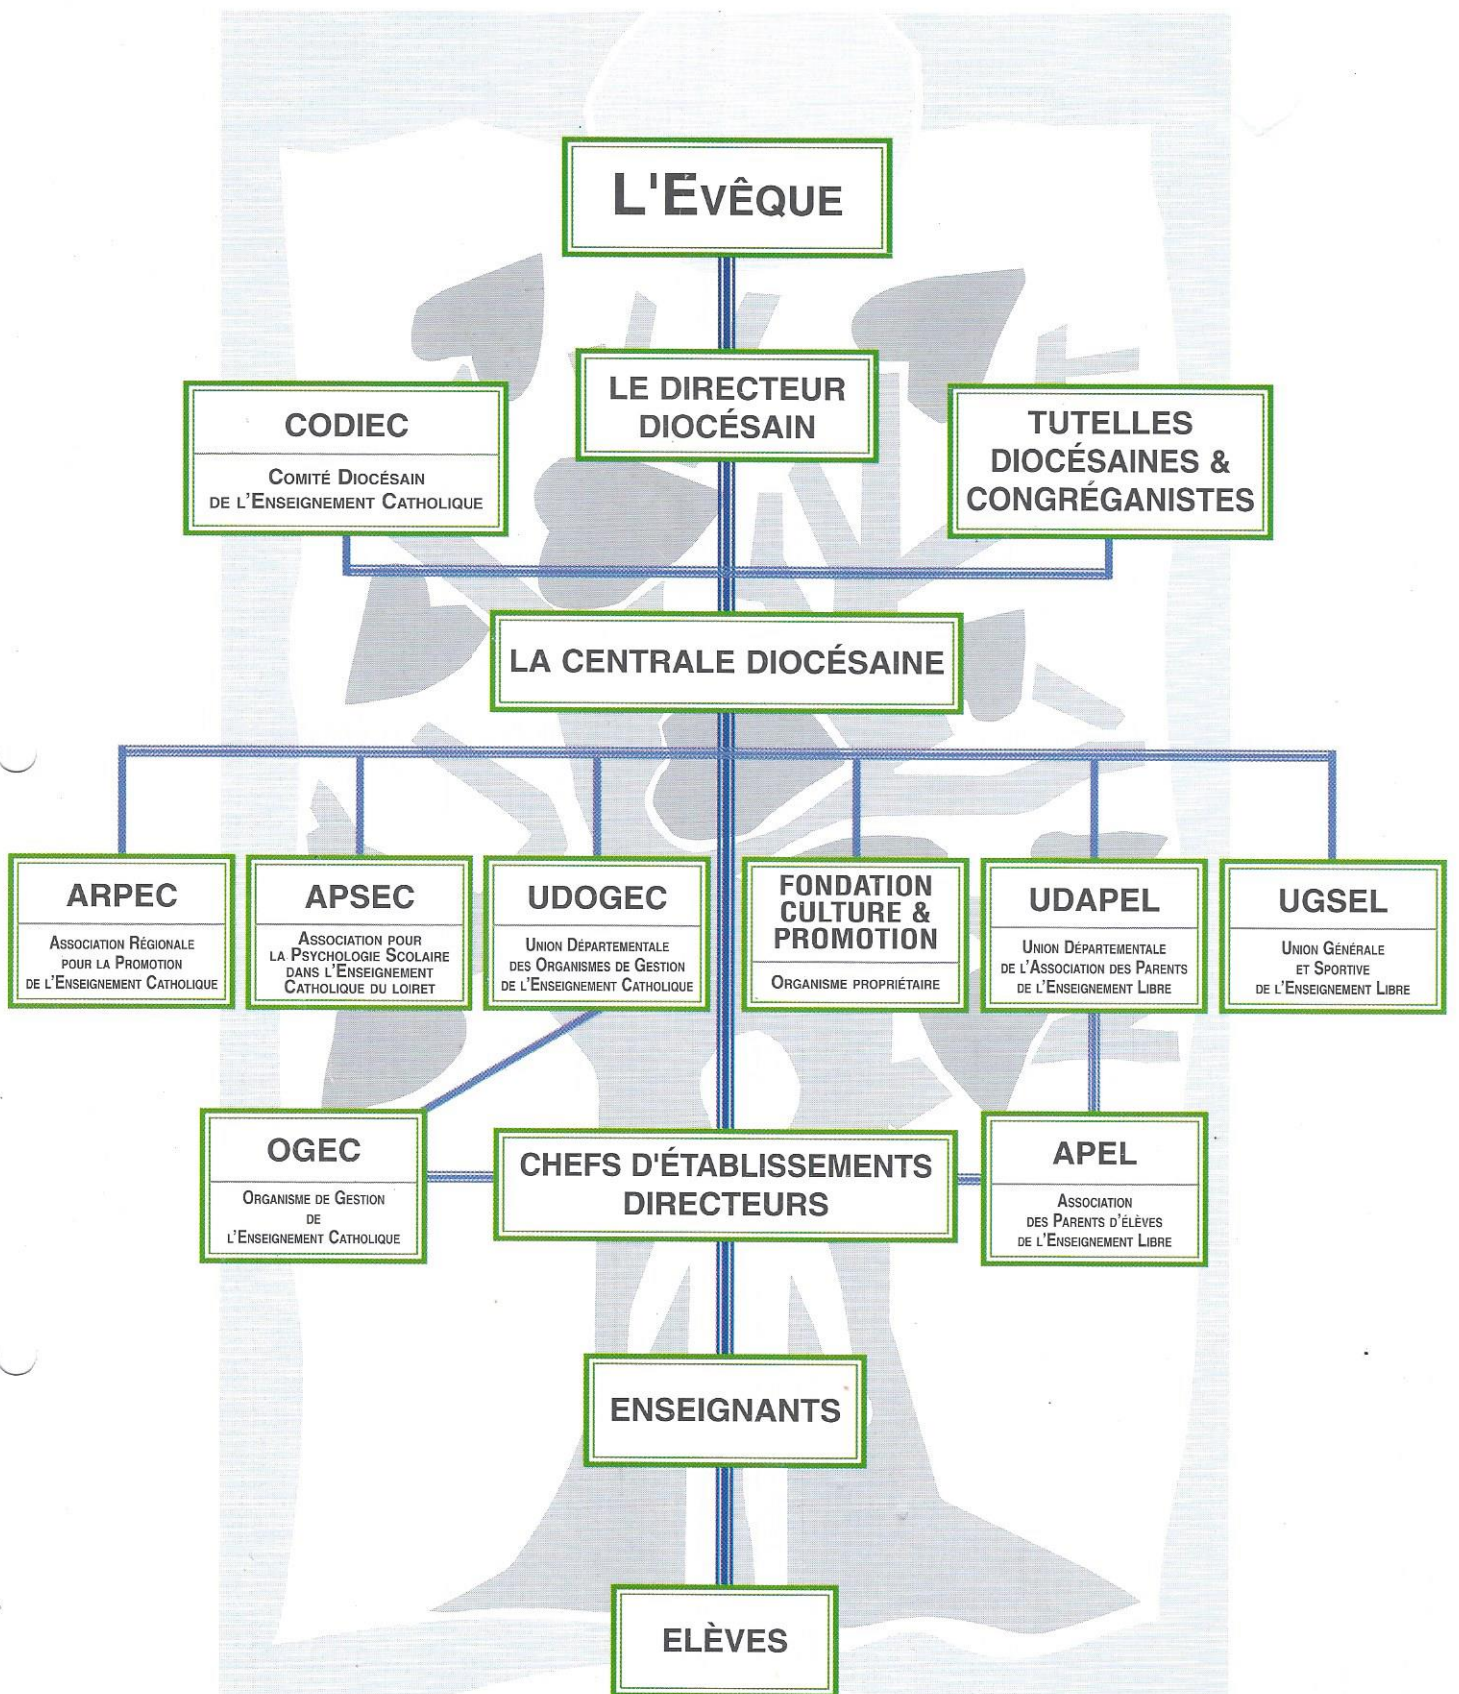 L'ÉVÊQUE
LE DIRECTEUR
DIOCÉSAIN
CODIEC
COMITÉ DIOCÉSAIN
DE L'ENSEIGNEMENT CATHOLIQUE
TUTELLES
DIOCÉSAINES &
CONGRÉGANISTES
LA CENTRALE DIOCÉSAINE
ARPEC
ASSOCIATION RÉGIONALE
POUR LA PROMOTION
DE L'ENSEIGNEMENT CATHOLIQUE
APSEC
ASSOCIATION POUR
LA PSYCHOLOGIE SCOLAIRE
DANS L'ENSEIGNEMENT
CATHOLIQUE DU LOIRET
UDOGEC
UNION DÉPARTEMENTALE
DES ORGANISMES DE GESTION
DE L'ENSEIGNEMENT CATHOLIQUE
FONDATION
CULTURE &
PROMOTION
ORGANISME PROPRIÉTAIRE
UDAPEL
UNION DÉPARTEMENTALE
DE L'ASSOCIATION DES PARENTS
DE L'ENSEIGNEMENT LIBRE
UGSEL
UNION GÉNÉRALE
ET SPORTIVE
DE L'ENSEIGNEMENT LIBRE
OGEC
ORGANISME DE GESTION
DE
L'ENSEIGNEMENT CATHOLIQUE
CHEFS D'ÉTABLISSEMENTS
DIRECTEURS
APEL
ASSOCIATION
DES PARENTS D'ÉLÈVES
DE L'ENSEIGNEMENT LIBRE
ENSEIGNANTS
ELÈVES